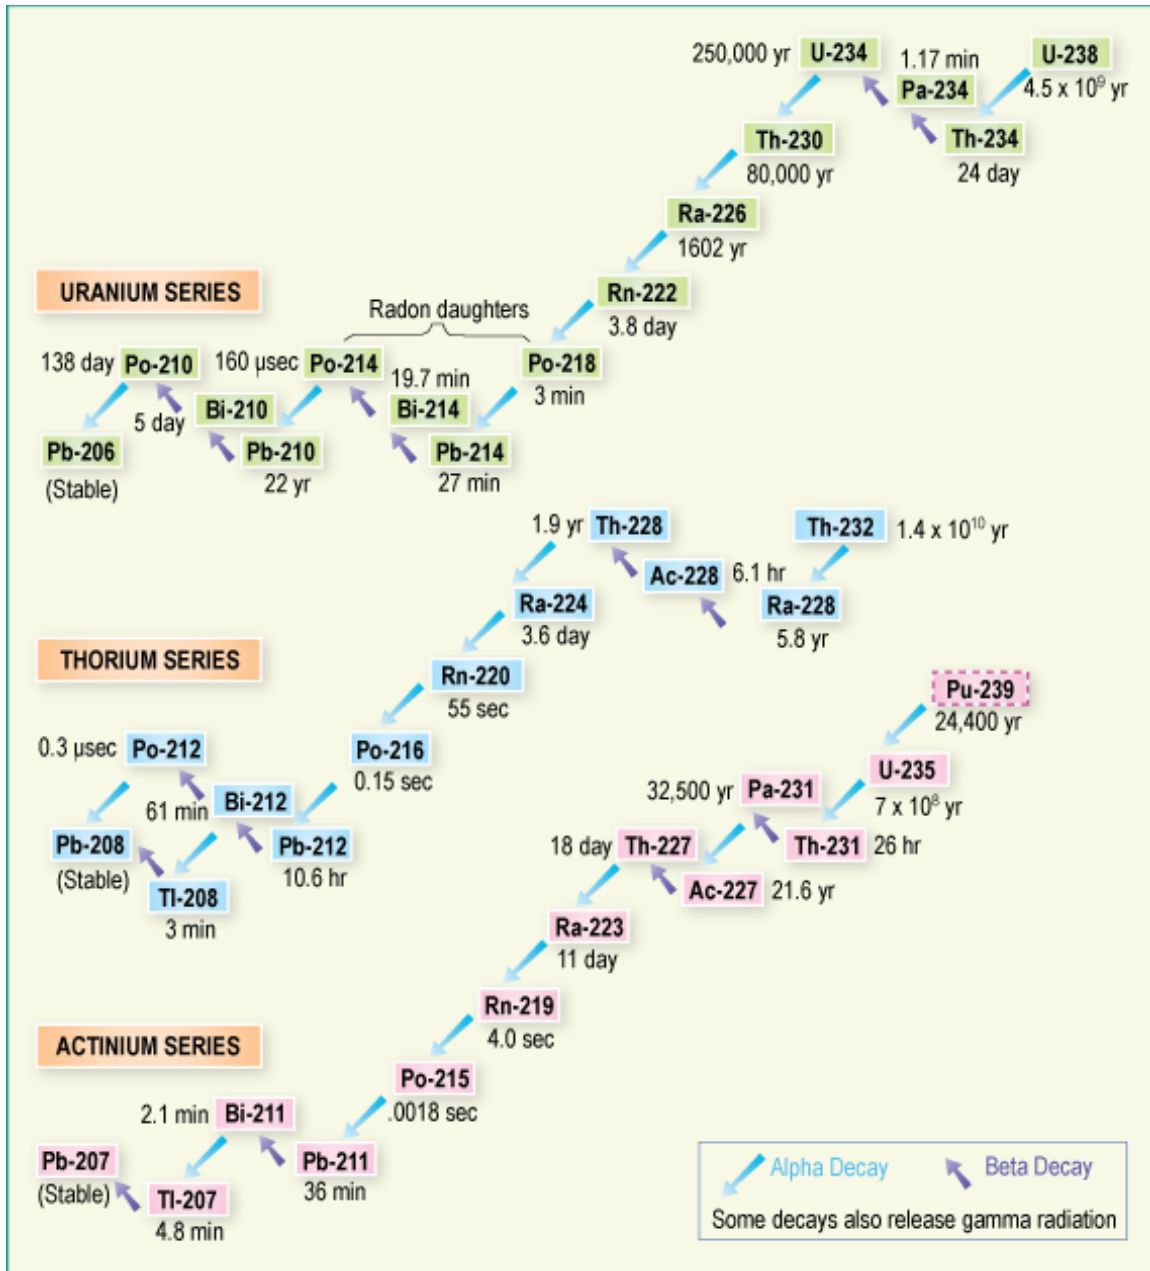 250,000 yr U-234 1.17 min U-238
Pa-234 4.5 x 10⁹ yr
Th-230 Th-234
80,000 yr 24 day
Ra-226
1602 yr
URANIUM SERIES
Rn-222
Radon daughters 3.8 day
138 day Po-210 160 µsec Po-214 19.7 min Po-218
3 min
5 day Bi-210 Bi-214
Pb-206 Pb-210 Pb-214
(Stable) 22 yr 27 min
1.9 yr Th-228 Th-232 1.4 x 10¹⁰ yr
Ac-228 6.1 hr
Ra-224 Ra-228
3.6 day 5.8 yr
THORIUM SERIES
Rn-220
55 sec
Pu-239
24,400 yr
0.3 µsec Po-212 Po-216
0.15 sec
U-235
7 x 10⁸ yr
61 min Bi-212 32,500 yr Pa-231
Pb-208 Pb-212 18 day Th-227 Th-231 26 hr
(Stable) 10.6 hr
Tl-208 Ac-227 21.6 yr
3 min
Ra-223
11 day
Rn-219
4.0 sec
ACTINIUM SERIES
Po-215
.0018 sec
2.1 min Bi-211
Pb-207 Pb-211
(Stable) 36 min
Tl-207
4.8 min
Alpha Decay Beta Decay
Some decays also release gamma radiation